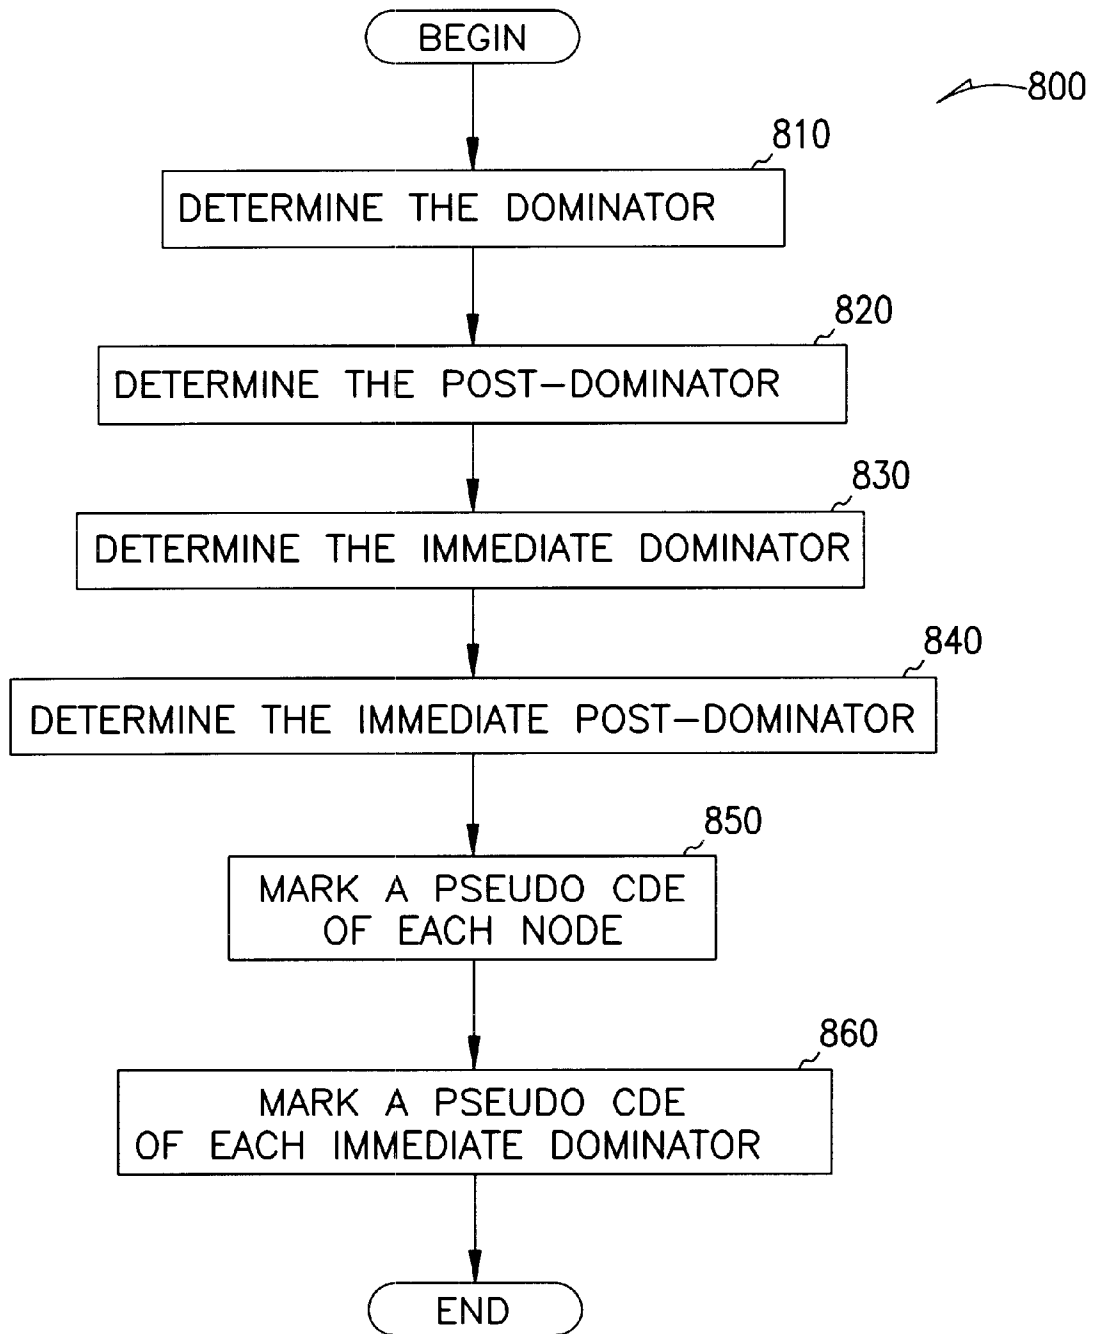 BEGIN
800
810
DETERMINE THE DOMINATOR
820
DETERMINE THE POST-DOMINATOR
830
DETERMINE THE IMMEDIATE DOMINATOR
840
DETERMINE THE IMMEDIATE POST-DOMINATOR
850
MARK A PSEUDO CDE
OF EACH NODE
860
MARK A PSEUDO CDE
OF EACH IMMEDIATE DOMINATOR
END